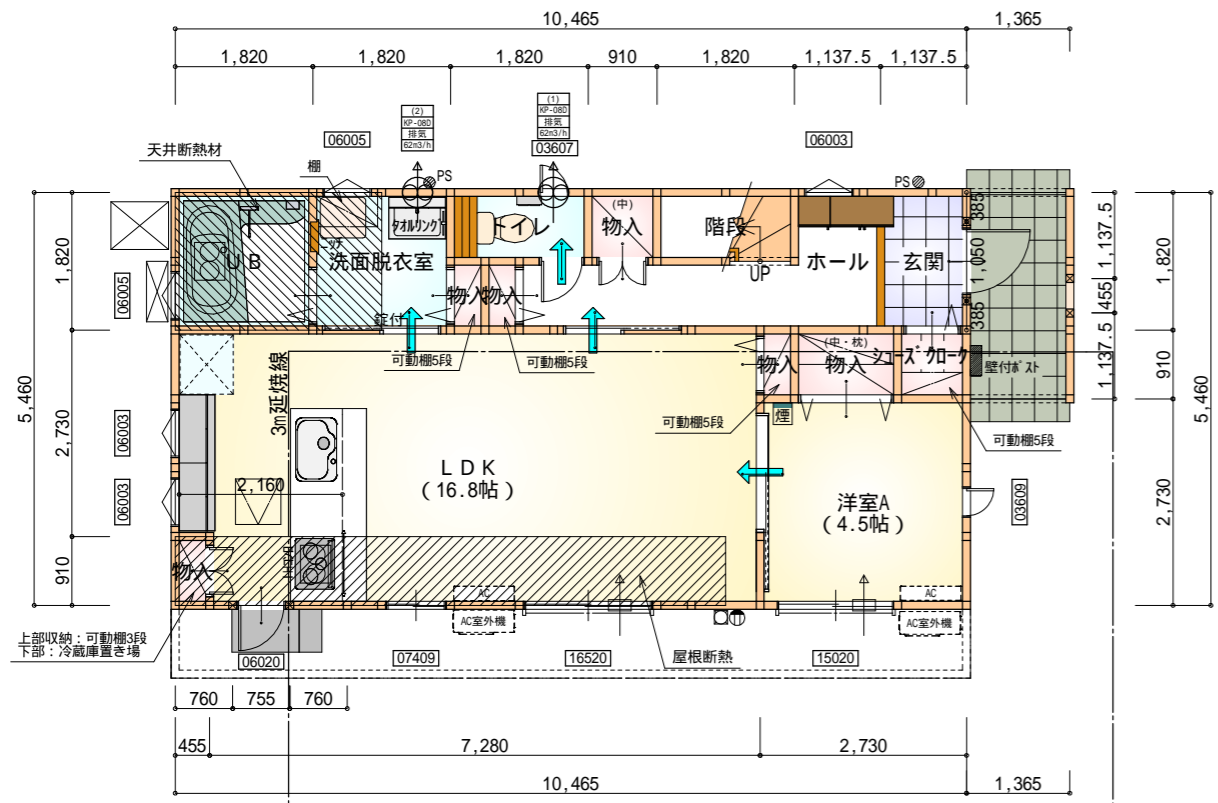 10,465
1,365
1,820
1,820
1,820
910
1,820
1,137.5
1,137.5
(2)
KP-08D
排気
62m3/h
(1)
KP-08D
排気
62m3/h
06005
03607
06003
天井断熱材
棚
PS
PS
タオルリング
トイレ
(中)
物入
階段
UP
ホール
玄関
385
1,050
385
UB
ニッチ
洗面脱衣室
錠付
物入
物入
可動棚5段
可動棚5段
06005
1,820
5,460
2,730
910
1,137.5
455
1,137.5
1,820
910
2,730
5,460
3m延焼線
物入
(中・枕)
物入
シューズクローク
壁付ポスト
可動棚5段
煙
可動棚5段
06003
06003
2,160
LDK
(16.8帖)
洋室A
(4.5帖)
03609
物入
上部収納:可動棚3段
下部:冷蔵庫置き場
AC
AC室外機
AC
AC室外機
06020
07409
16520
屋根断熱
15020
760
755
760
455
7,280
2,730
10,465
1,365